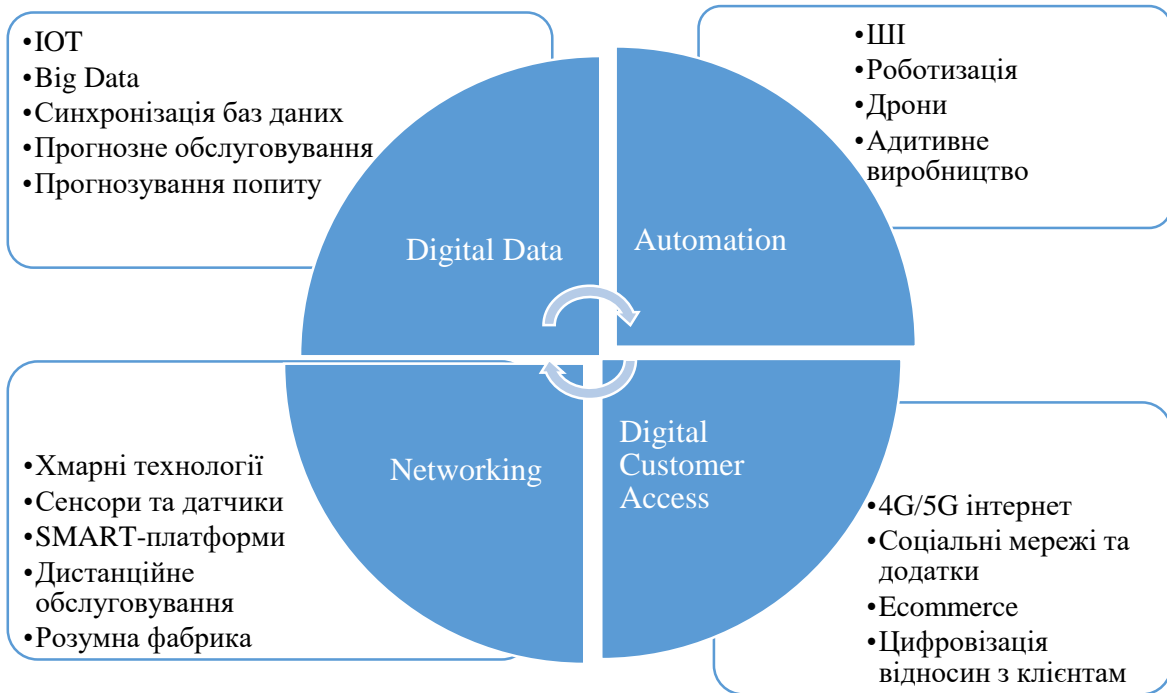 •IOT
•Big Data
•Синхронізація баз даних
•Прогнозне обслуговування
•Прогнозування попиту
Digital Data
•ШІ
•Роботизація
•Дрони
•Адитивне
виробництво
Automation
•Хмарні технології
•Сенсори та датчики
•SMART-платформи
•Дистанційне
обслуговування
•Розумна фабрика
Networking
Digital
Customer
Access
•4G/5G інтернет
•Соціальні мережі та
додатки
•Ecommerce
•Цифровізація
відносин з клієнтам